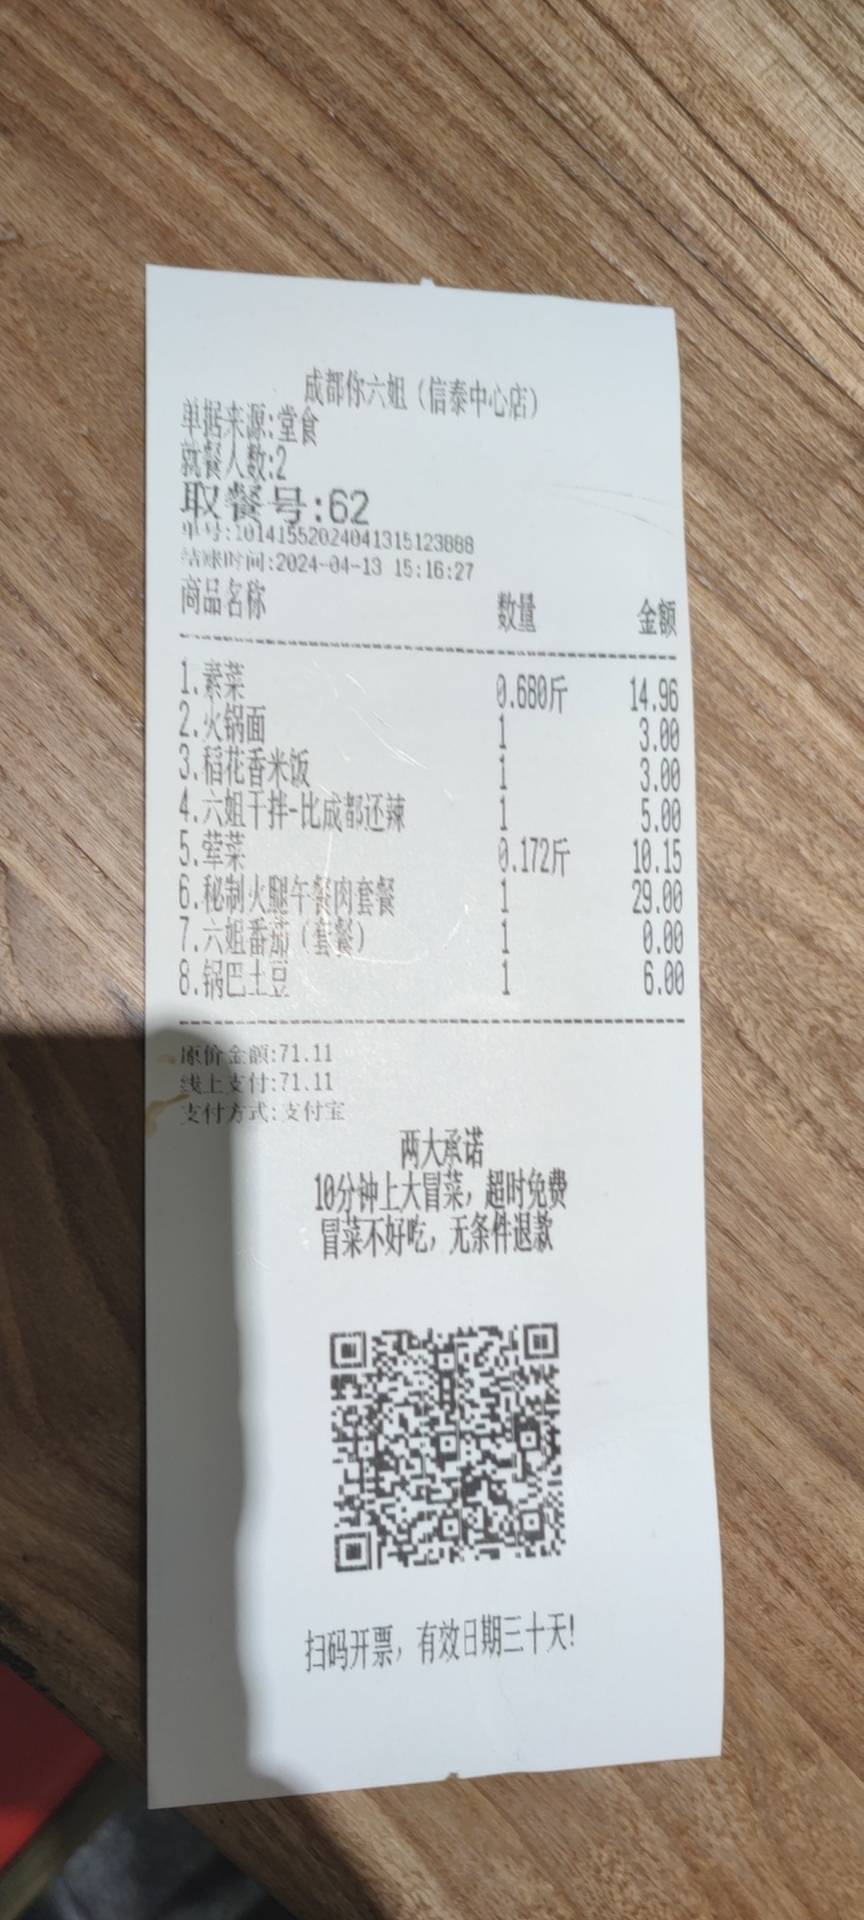 成都你六姐（信泰中心店）
单据来源:堂食
就餐人数:2
取餐号:62
单号:10141552024041315123888
结账时间:2024-04-13 15:16:27
商品名称 数量 金额
1.素菜 0.680斤 14.96
2.火锅面 1 3.00
3.稻花香米饭 1 3.00
4.六姐干拌-比成都还辣 1 5.00
5.荤菜 0.172斤 10.15
6.秘制火腿午餐肉套餐 1 29.00
7.六姐番茄（套餐） 1 0.00
8.锅巴土豆 1 6.00
原价金额:71.11
线上支付:71.11
支付方式:支付宝
两大承诺
10分钟上大冒菜，超时免费
冒菜不好吃，无条件退款
扫码开票，有效日期三十天!